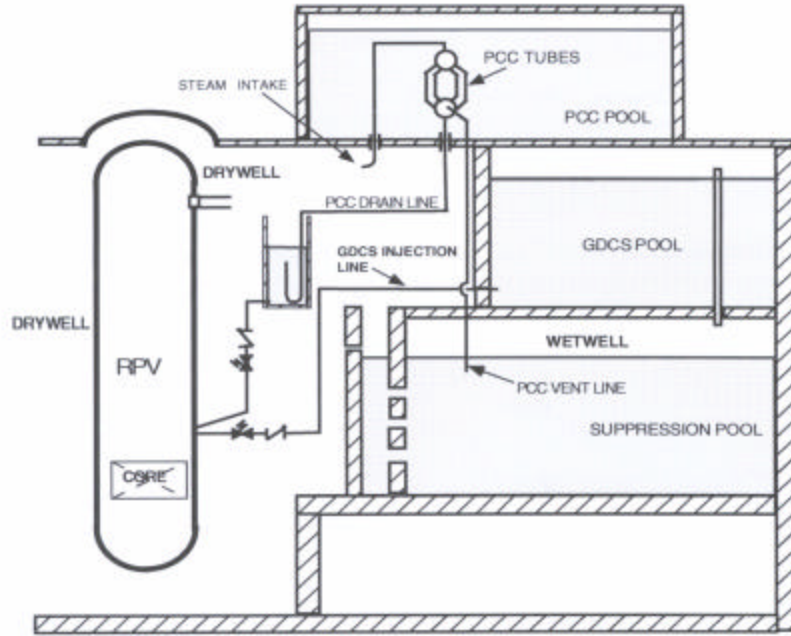 PCC TUBES
STEAM INTAKE
PCC POOL
DRYWELL
PCC DRAIN LINE
GDCS POOL
GDCS INJECTION
LINE
DRYWELL
WETWELL
RPV
PCC VENT LINE
SUPPRESSION POOL
CORE